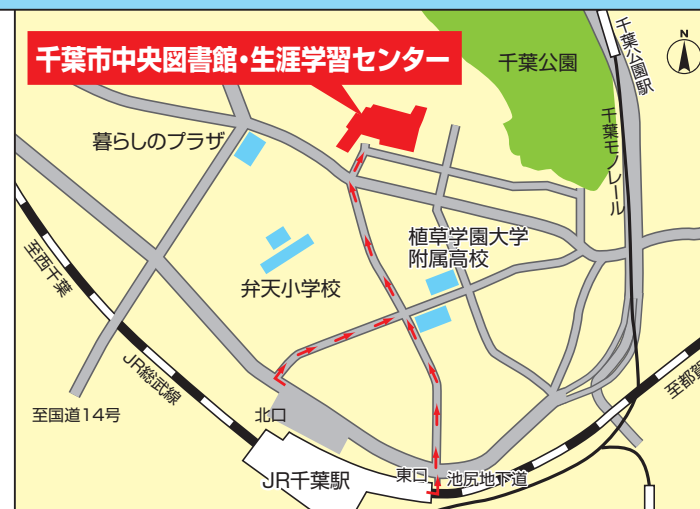 千葉市中央図書館・生涯学習センター
千葉公園
千葉公園駅
N
暮らしのプラザ
千葉モノレール
植草学園大学
附属高校
至西千葉
弁天小学校
JR総武線
至都賀
至国道14号
北口
JR千葉駅
東口
池尻地下道